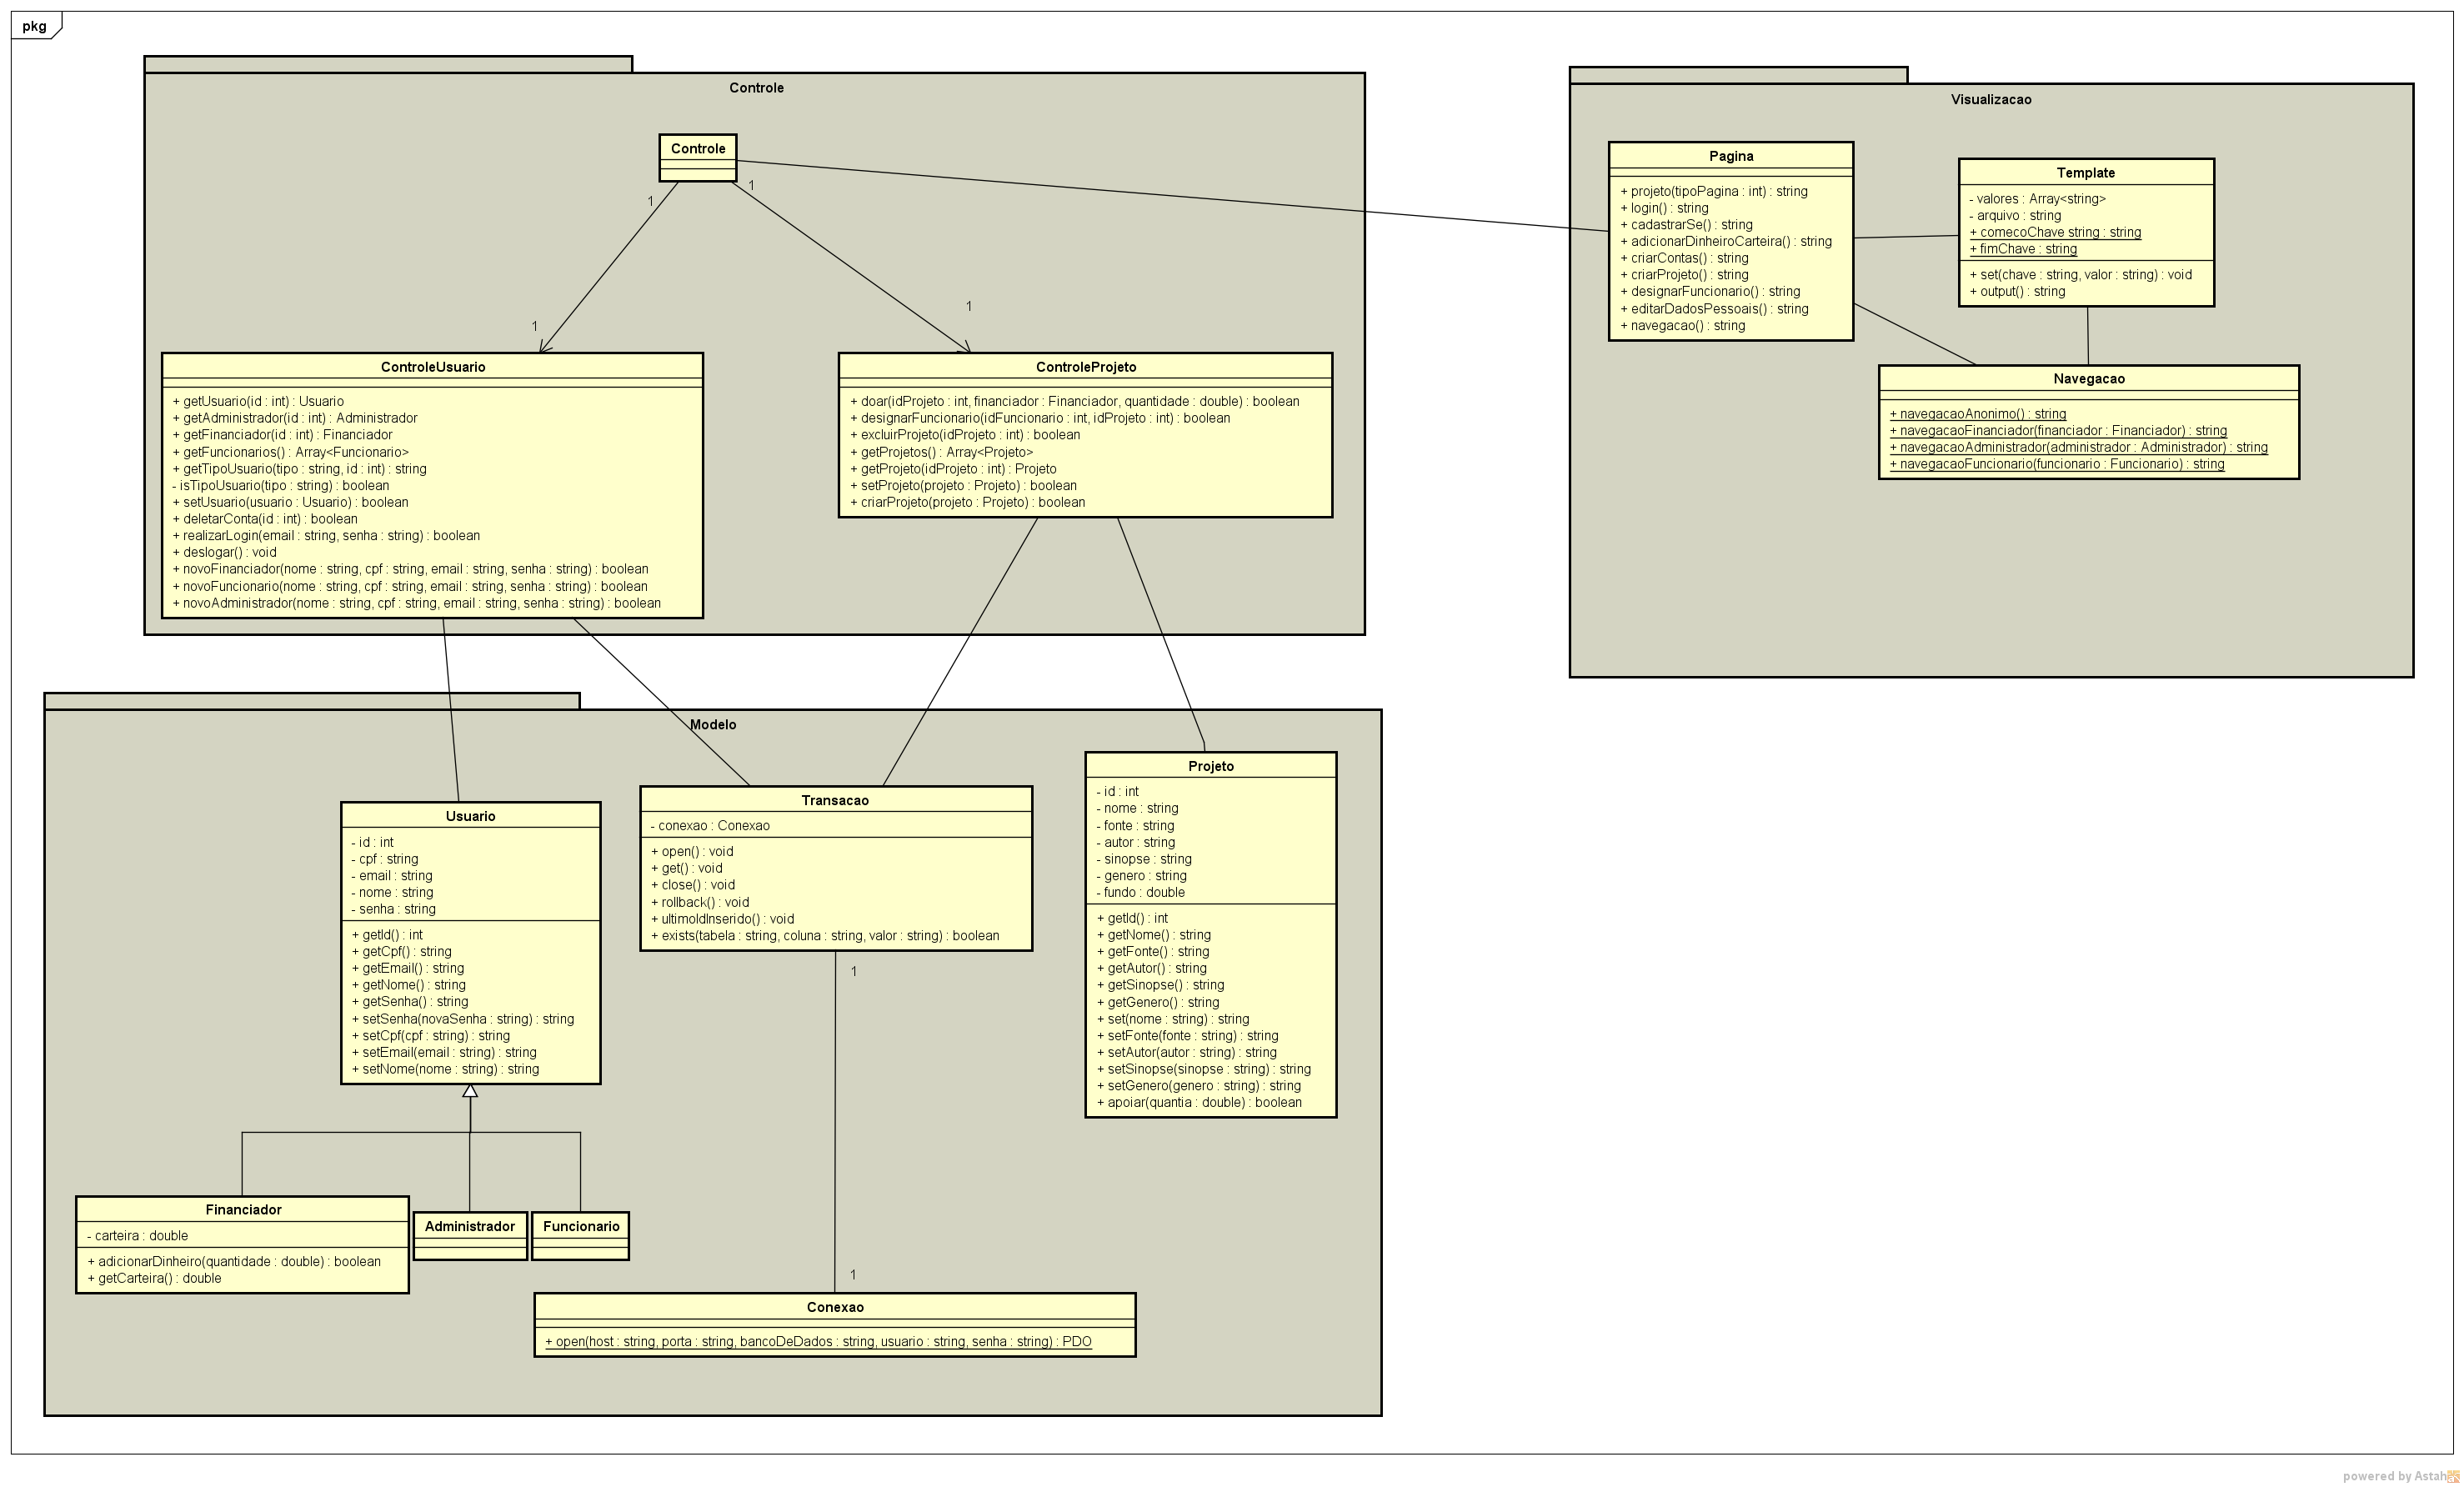 pkg
Controle
Controle
1
1
1
1
ControleUsuario
+ getUsuario(id : int) : Usuario
+ getAdministrador(id : int) : Administrador
+ getFinanciador(id : int) : Financiador
+ getFuncionarios() : Array<Funcionario>
+ getTipoUsuario(tipo : string, id : int) : string
- isTipoUsuario(tipo : string) : boolean
+ setUsuario(usuario : Usuario) : boolean
+ deletarConta(id : int) : boolean
+ realizarLogin(email : string, senha : string) : boolean
+ deslogar() : void
+ novoFinanciador(nome : string, cpf : string, email : string, senha : string) : boolean
+ novoFuncionario(nome : string, cpf : string, email : string, senha : string) : boolean
+ novoAdministrador(nome : string, cpf : string, email : string, senha : string) : boolean
ControleProjeto
+ doar(idProjeto : int, financiador : Financiador, quantidade : double) : boolean
+ designarFuncionario(idFuncionario : int, idProjeto : int) : boolean
+ excluirProjeto(idProjeto : int) : boolean
+ getProjetos() : Array<Projeto>
+ getProjeto(idProjeto : int) : Projeto
+ setProjeto(projeto : Projeto) : boolean
+ criarProjeto(projeto : Projeto) : boolean
Visualizacao
Pagina
+ projeto(tipoPagina : int) : string
+ login() : string
+ cadastrarSe() : string
+ adicionarDinheiroCarteira() : string
+ criarContas() : string
+ criarProjeto() : string
+ designarFuncionario() : string
+ editarDadosPessoais() : string
+ navegacao() : string
Template
- valores : Array<string>
- arquivo : string
+ comecoChave string : string
+ fimChave : string
+ set(chave : string, valor : string) : void
+ output() : string
Navegacao
+ navegacaoAnonimo() : string
+ navegacaoFinanciador(financiador : Financiador) : string
+ navegacaoAdministrador(administrador : Administrador) : string
+ navegacaoFuncionario(funcionario : Funcionario) : string
Modelo
Usuario
- id : int
- cpf : string
- email : string
- nome : string
- senha : string
+ getId() : int
+ getCpf() : string
+ getEmail() : string
+ getNome() : string
+ getSenha() : string
+ setSenha(novaSenha : string) : string
+ setCpf(cpf : string) : string
+ setEmail(email : string) : string
+ setNome(nome : string) : string
Transacao
- conexao : Conexao
+ open() : void
+ get() : void
+ close() : void
+ rollback() : void
+ ultimoIdInserido() : void
+ exists(tabela : string, coluna : string, valor : string) : boolean
1
1
Projeto
- id : int
- nome : string
- fonte : string
- autor : string
- sinopse : string
- genero : string
- fundo : double
+ getId() : int
+ getNome() : string
+ getFonte() : string
+ getAutor() : string
+ getSinopse() : string
+ getGenero() : string
+ set(nome : string) : string
+ setFonte(fonte : string) : string
+ setAutor(autor : string) : string
+ setSinopse(sinopse : string) : string
+ setGenero(genero : string) : string
+ apoiar(quantia : double) : boolean
Financiador
- carteira : double
+ adicionarDinheiro(quantidade : double) : boolean
+ getCarteira() : double
Administrador
Funcionario
Conexao
+ open(host : string, porta : string, bancoDeDados : string, usuario : string, senha : string) : PDO
powered by Astah